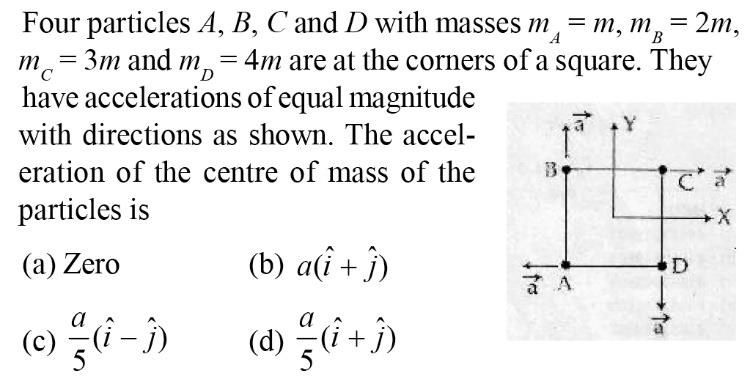 Four particles A, B, C and D with masses m_A = m, m_B = 2m,
m_C = 3m and m_D = 4m are at the corners of a square. They
have accelerations of equal magnitude
with directions as shown. The accel-
eration of the centre of mass of the
particles is
(a) Zero
(b) a(î + ĵ)
(c) a/5 (î − ĵ)
(d) a/5 (î + ĵ)
a⃗ Y
B C a⃗
X
a⃗ A D
a⃗